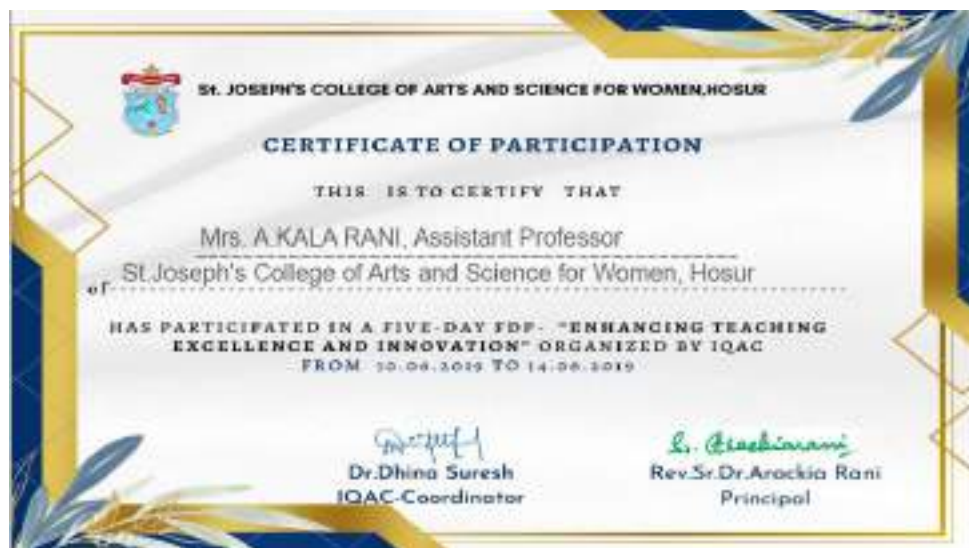 St. JOSEPH'S COLLEGE OF ARTS AND SCIENCE FOR WOMEN,HOSUR
CERTIFICATE OF PARTICIPATION
THIS IS TO CERTIFY THAT
Mrs. A.KALA RANI, Assistant Professor
of St.Joseph's College of Arts and Science for Women, Hosur
HAS PARTICIPATED IN A FIVE-DAY FDP- "ENHANCING TEACHING
EXCELLENCE AND INNOVATION" ORGANIZED BY IQAC
FROM 10.06.2019 TO 14.06.2019
Dr.Dhina Suresh
IQAC-Coordinator
Rev.Sr.Dr.Arockia Rani
Principal